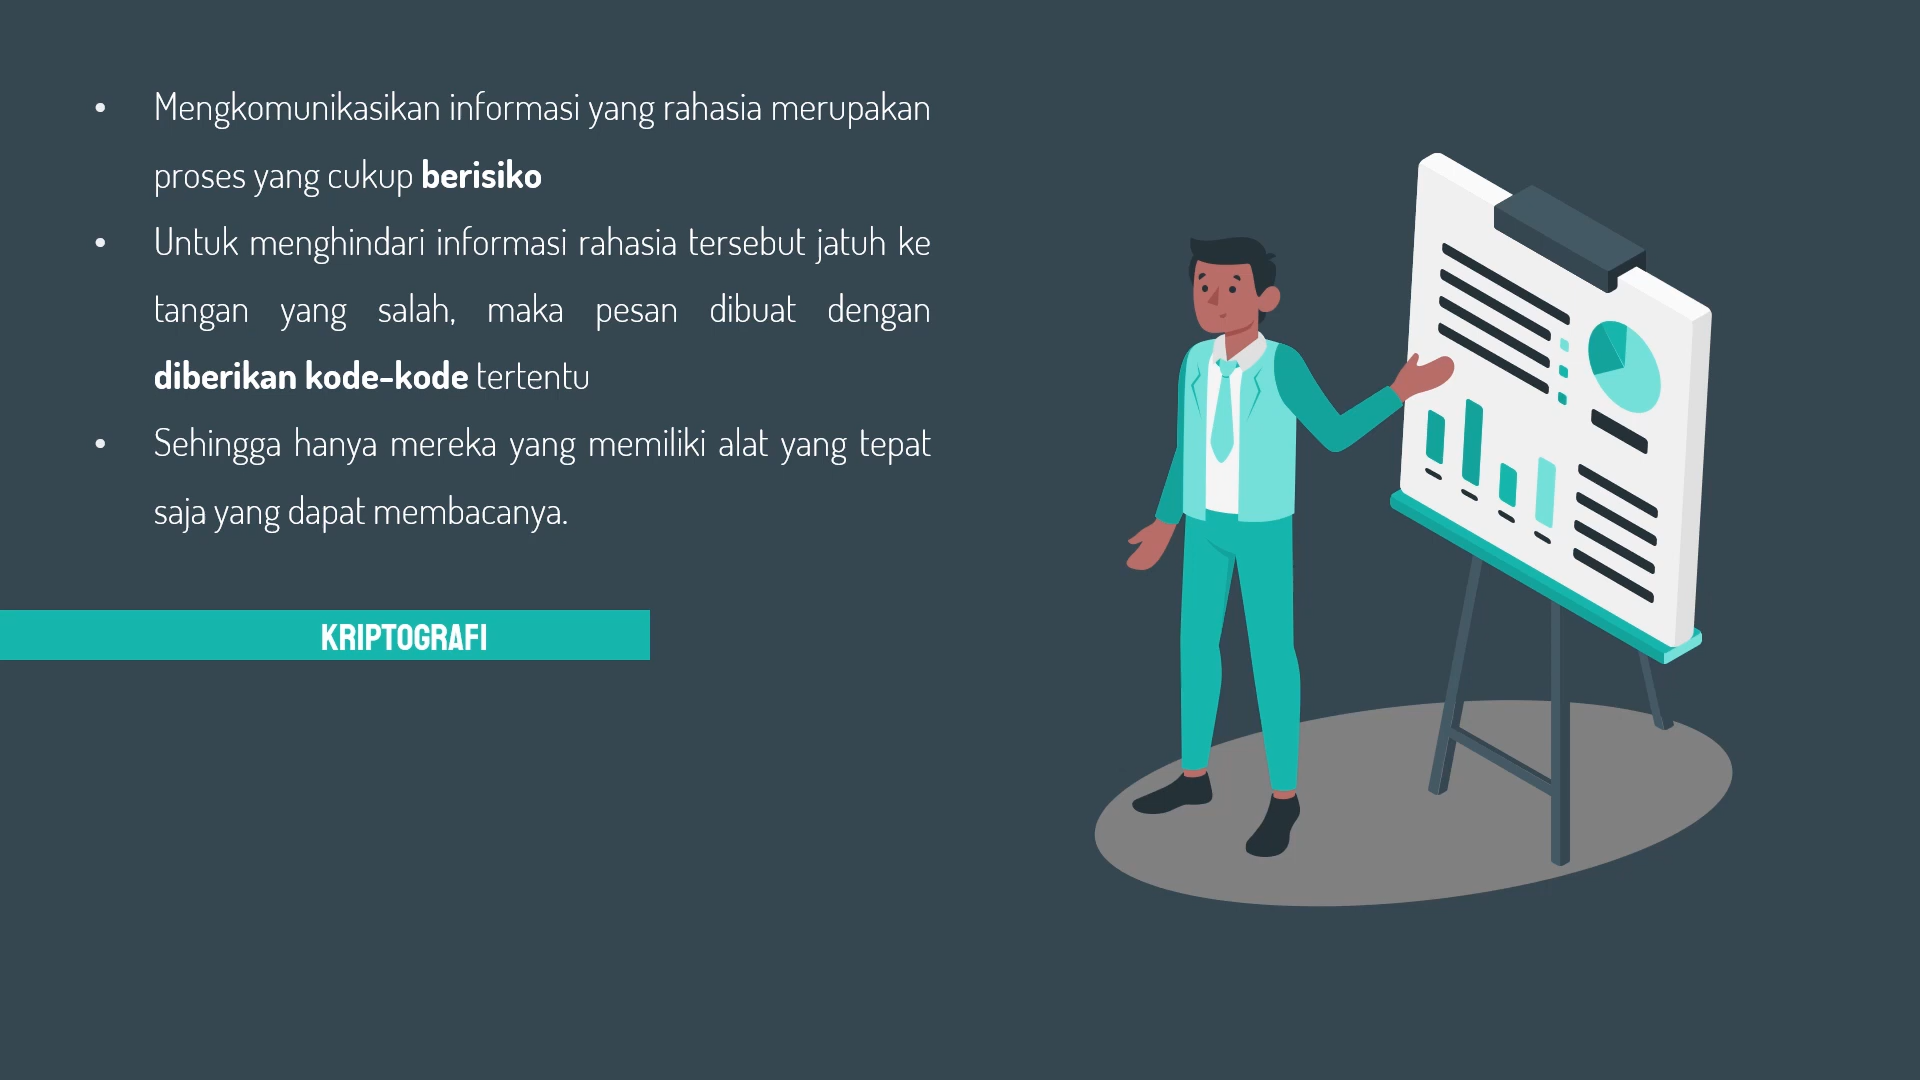 • Mengkomunikasikan informasi yang rahasia merupakan
proses yang cukup berisiko
• Untuk menghindari informasi rahasia tersebut jatuh ke
tangan yang salah, maka pesan dibuat dengan
diberikan kode-kode tertentu
• Sehingga hanya mereka yang memiliki alat yang tepat
saja yang dapat membacanya.
KRIPTOGRAFI